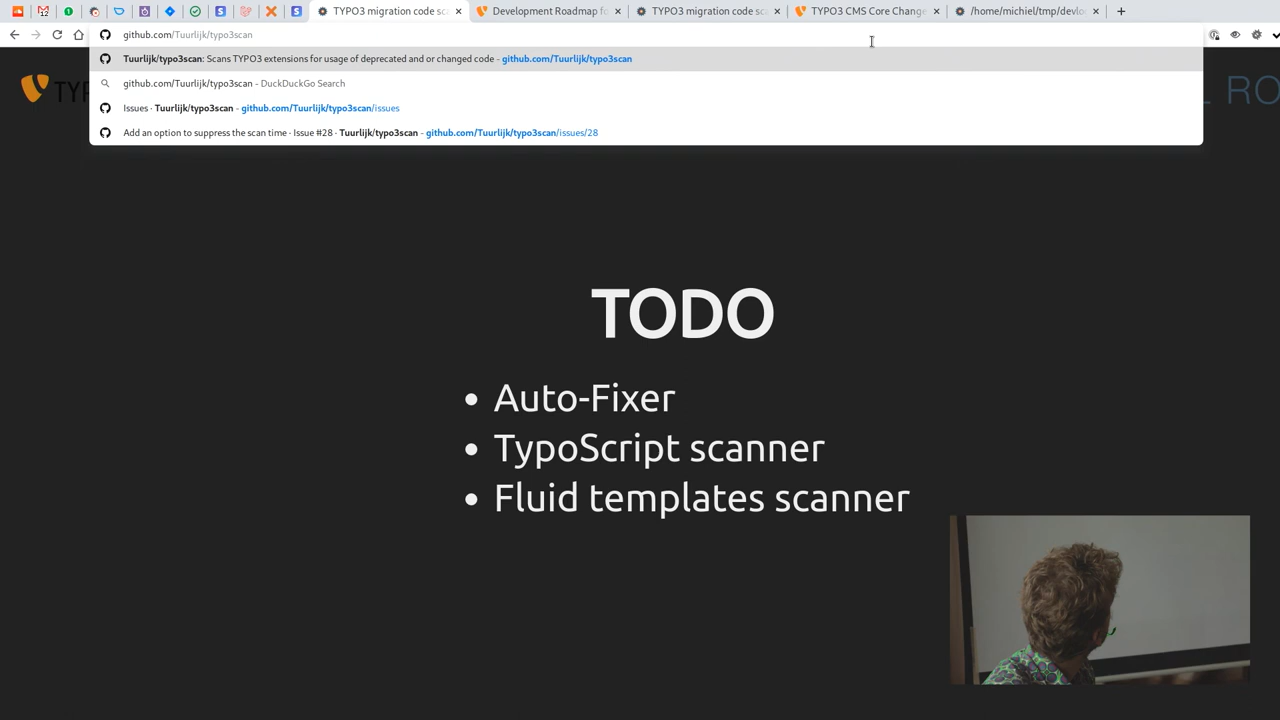 TYPO3 migration code sc
Development Roadmap fo
TYPO3 migration code sc
TYPO3 CMS Core Change
/home/michiel/tmp/devlo
github.com/Tuurlijk/typo3scan
Tuurlijk/typo3scan: Scans TYPO3 extensions for usage of deprecated and or changed code - github.com/Tuurlijk/typo3scan
github.com/Tuurlijk/typo3scan - DuckDuckGo Search
Issues · Tuurlijk/typo3scan - github.com/Tuurlijk/typo3scan/issues
Add an option to suppress the scan time · Issue #28 · Tuurlijk/typo3scan - github.com/Tuurlijk/typo3scan/issues/28
TYP
L RO
TODO
• Auto-Fixer
• TypoScript scanner
• Fluid templates scanner